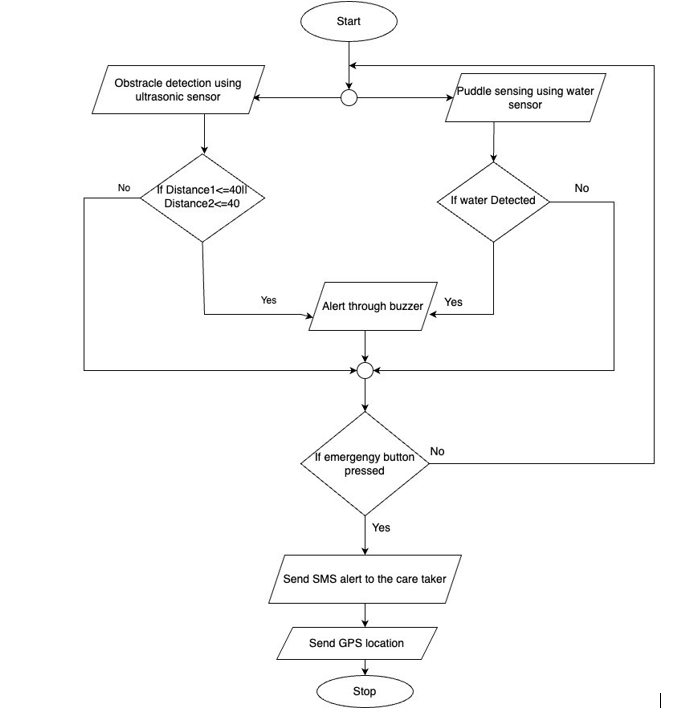 Start
Obstracle detection using
ultrasonic sensor
Puddle sensing using water
sensor
No
If Distance1<=40||
Distance2<=40
If water Detected
No
Yes
Alert through buzzer
Yes
If emergengy button
pressed
No
Yes
Send SMS alert to the care taker
Send GPS location
Stop